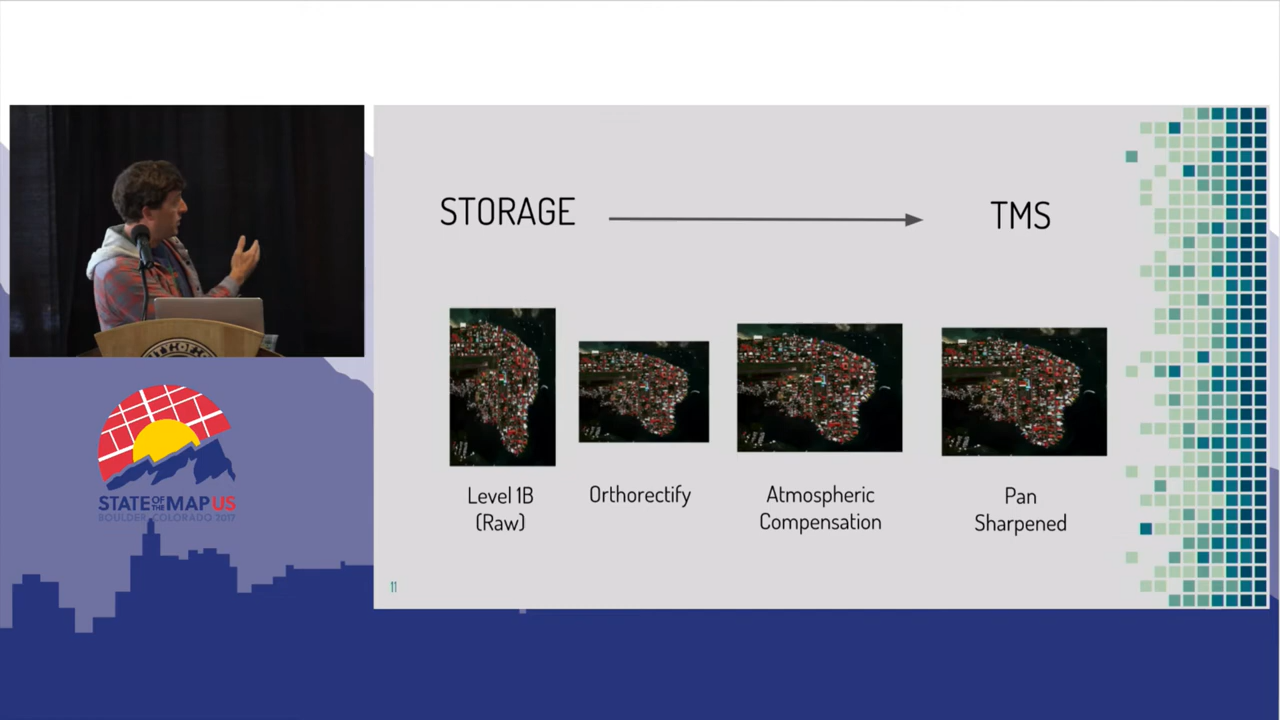 STORAGE
TMS
Level 1B
(Raw)
Orthorectify
Atmospheric
Compensation
Pan
Sharpened
11
STATE OF THE MAP US
BOULDER, COLORADO 2017